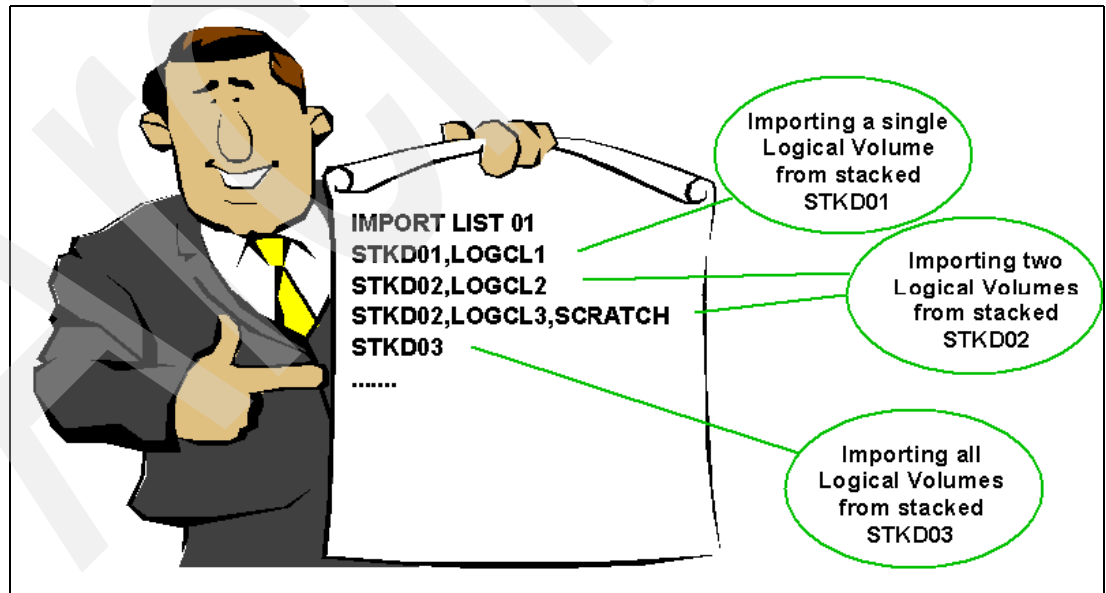 IMPORT LIST 01
STKD01,LOGCL1
STKD02,LOGCL2
STKD02,LOGCL3,SCRATCH
STKD03
.......
Importing a single
Logical Volume
from stacked
STKD01
Importing two
Logical Volumes
from stacked
STKD02
Importing all
Logical Volumes
from stacked
STKD03